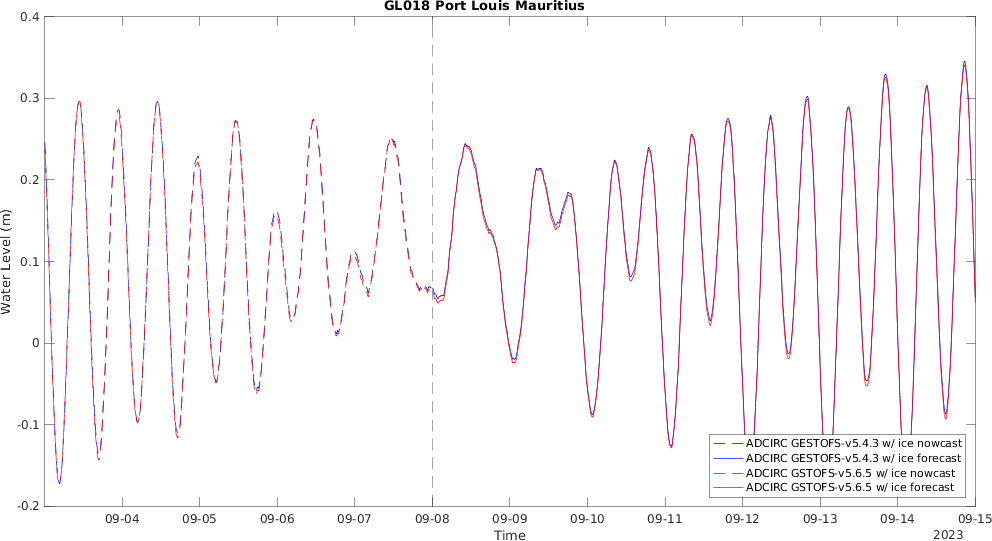 GL018 Port Louis Mauritius
0.4
0.3
0.2
0.1
0
-0.1
-0.2
Water Level (m)
ADCIRC GESTOFS-v5.4.3 w/ ice nowcast
ADCIRC GESTOFS-v5.4.3 w/ ice forecast
ADCIRC GSTOFS-v5.6.5 w/ ice nowcast
ADCIRC GSTOFS-v5.6.5 w/ ice forecast
09-04 09-05 09-06 09-07 09-08 09-09 09-10 09-11 09-12 09-13 09-14 09-15
Time
2023